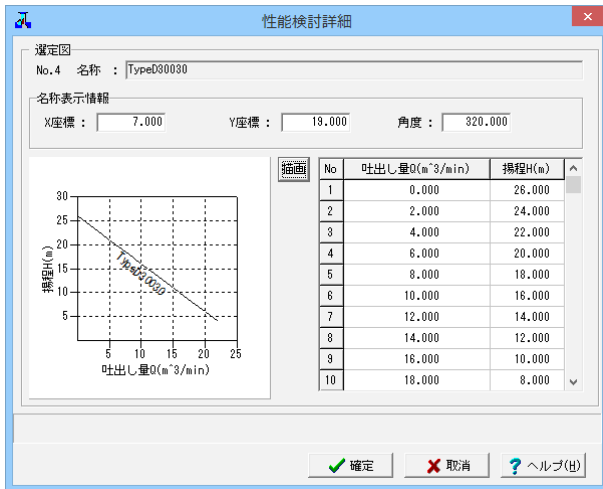 性能検討詳細
選定図
No.4 名称 : TypeD30030
名称表示情報
X座標 : 7.000 Y座標 : 19.000 角度 : 320.000
描画
揚程H(m)
30
25
20
15
10
5
TypeD30030
5 10 15 20 25
吐出し量Q(m^3/min)
No 吐出し量Q(m^3/min) 揚程H(m)
1 0.000 26.000
2 2.000 24.000
3 4.000 22.000
4 6.000 20.000
5 8.000 18.000
6 10.000 16.000
7 12.000 14.000
8 14.000 12.000
9 16.000 10.000
10 18.000 8.000
確定 取消 ヘルプ(H)